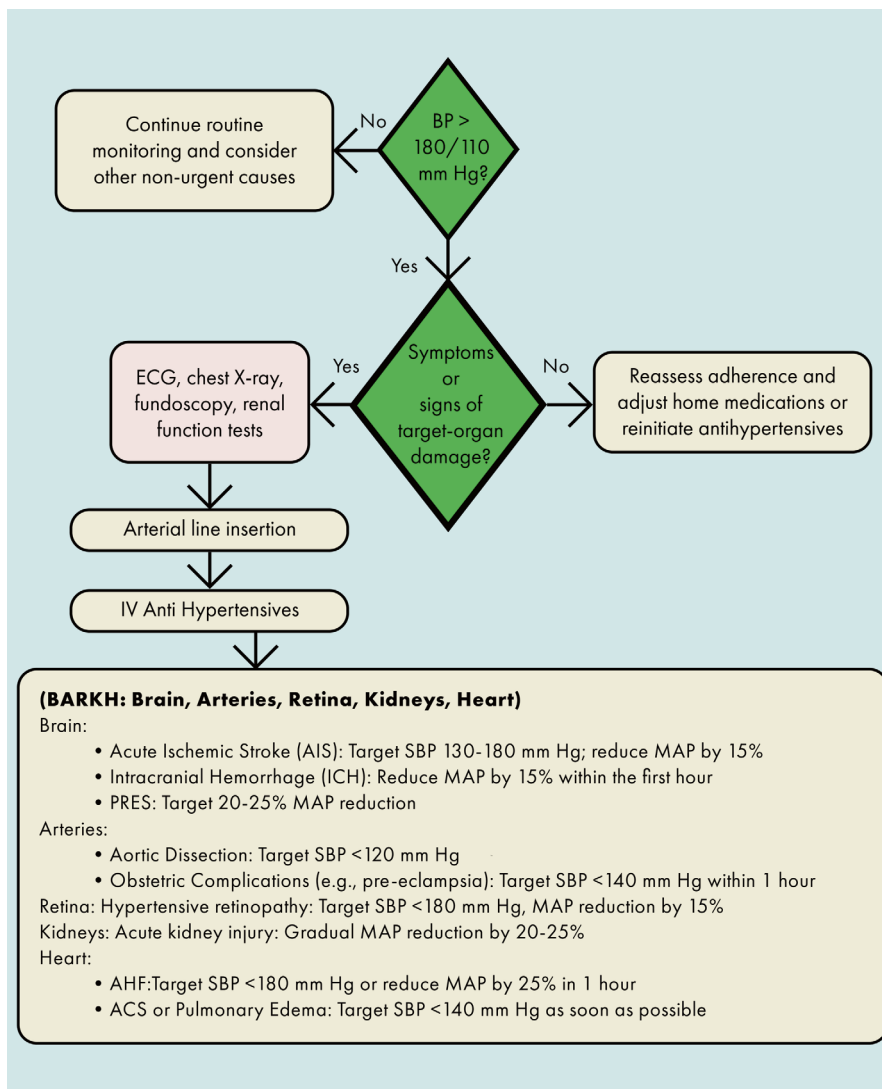 BP >
180/110
mm Hg?
No
Continue routine
monitoring and consider
other non-urgent causes
Yes
Symptoms
or
signs of
target-organ
damage?
Yes
No
ECG, chest X-ray,
fundoscopy, renal
function tests
Reassess adherence and
adjust home medications or
reinitiate antihypertensives
Arterial line insertion
IV Anti Hypertensives
(BARKH: Brain, Arteries, Retina, Kidneys, Heart)
Brain:
• Acute Ischemic Stroke (AIS): Target SBP 130-180 mm Hg; reduce MAP by 15%
• Intracranial Hemorrhage (ICH): Reduce MAP by 15% within the first hour
• PRES: Target 20-25% MAP reduction
Arteries:
• Aortic Dissection: Target SBP <120 mm Hg
• Obstetric Complications (e.g., pre-eclampsia): Target SBP <140 mm Hg within 1 hour
Retina: Hypertensive retinopathy: Target SBP <180 mm Hg, MAP reduction by 15%
Kidneys: Acute kidney injury: Gradual MAP reduction by 20-25%
Heart:
• AHF:Target SBP <180 mm Hg or reduce MAP by 25% in 1 hour
• ACS or Pulmonary Edema: Target SBP <140 mm Hg as soon as possible